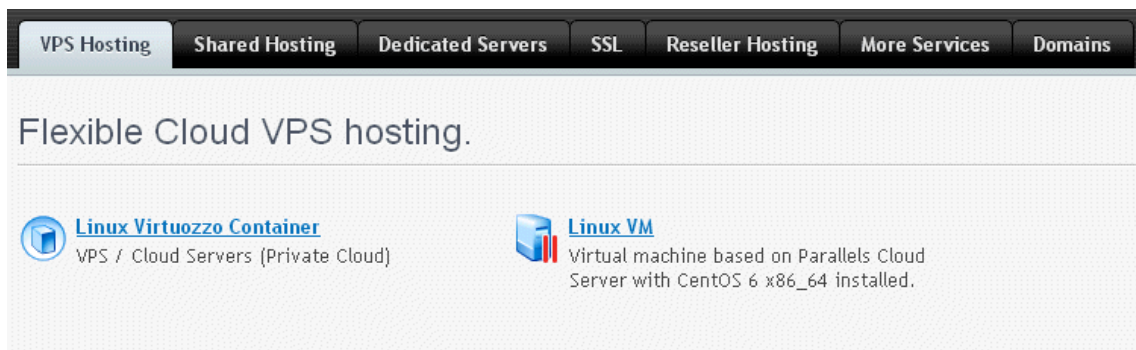 VPS Hosting Shared Hosting Dedicated Servers SSL Reseller Hosting More Services Domains
Flexible Cloud VPS hosting.
Linux Virtuozzo Container
VPS / Cloud Servers (Private Cloud)
Linux VM
Virtual machine based on Parallels Cloud
Server with CentOS 6 x86_64 installed.